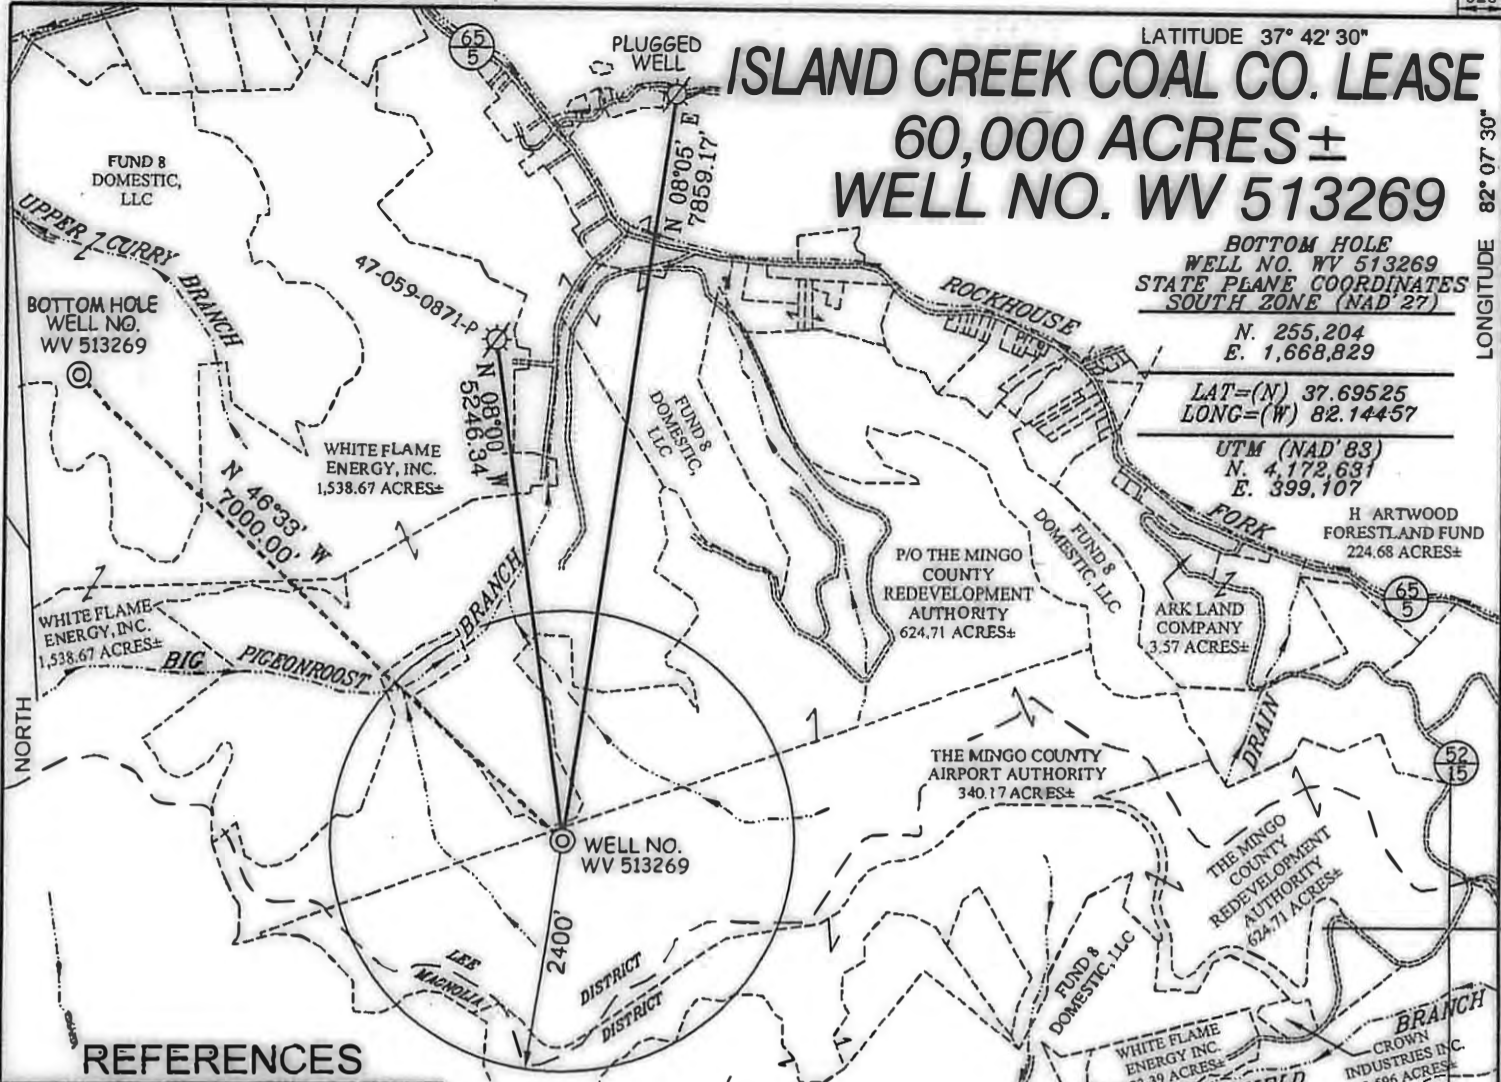 LATITUDE 37° 42' 30"
ISLAND CREEK COAL CO. LEASE
60,000 ACRES ±
WELL NO. WV 513269
LONGITUDE 82° 07' 30"
BOTTOM HOLE
WELL NO. WV 513269
STATE PLANE COORDINATES
SOUTH ZONE (NAD'27)
N. 255,204
E. 1,668,829
LAT=(N) 37.69525
LONG=(W) 82.14457
UTM (NAD'83)
N. 4,172,631
E. 399,107
65
5
PLUGGED
WELL
N 08°05' E
7859.17'
FUND 8
DOMESTIC,
LLC
UPPER CURRY BRANCH
BOTTOM HOLE
WELL NO.
WV 513269
47-059-0871-P
N 08°00' W
5246.34'
WHITE FLAME
ENERGY, INC.
1,538.67 ACRES±
N 46°33' W
7000.00'
FUND 8
DOMESTIC,
LLC
ROCKHOUSE
FORK
H ARTWOOD
FORESTLAND FUND
224.68 ACRES±
65
5
P/O THE MINGO
COUNTY
REDEVELOPMENT
AUTHORITY
624.71 ACRES±
FUND 8
DOMESTIC, LLC
ARK LAND
COMPANY
3.57 ACRES±
WHITE FLAME
ENERGY, INC.
1,538.67 ACRES±
BIG PIGEONROOST BRANCH
NORTH
DRAIN
52
15
THE MINGO COUNTY
AIRPORT AUTHORITY
340.17 ACRES±
WELL NO.
WV 513269
2400'
THE MINGO
COUNTY
REDEVELOPMENT
AUTHORITY
624.71 ACRES±
LEE DISTRICT
MAGNOLIA DISTRICT
FUND 8
DOMESTIC, LLC
WHITE FLAME
ENERGY INC.
BRANCH
CROWN
INDUSTRIES INC.
REFERENCES